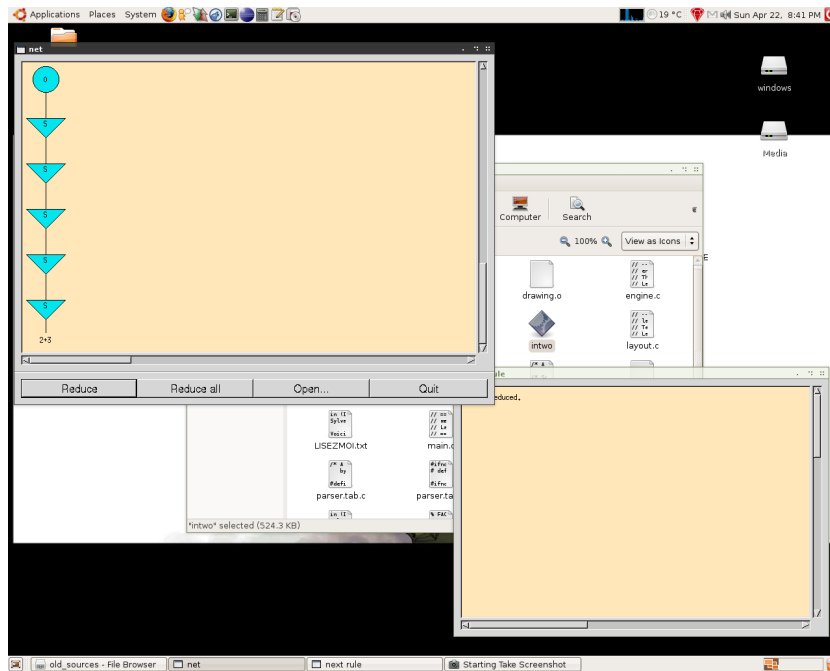 Applications Places System 19 °C Sun Apr 22, 8:41 PM
net
0
S
S
S
S
S
2+3
Reduce Reduce all Open... Quit
windows
Media
Computer Search
100% View as Icons
drawing.o engine.c
intwo layout.c
LISEZMOI.txt
parser.tab.c
"intwo" selected (524.3 KB)
old_sources - File Browser net next rule Starting Take Screenshot